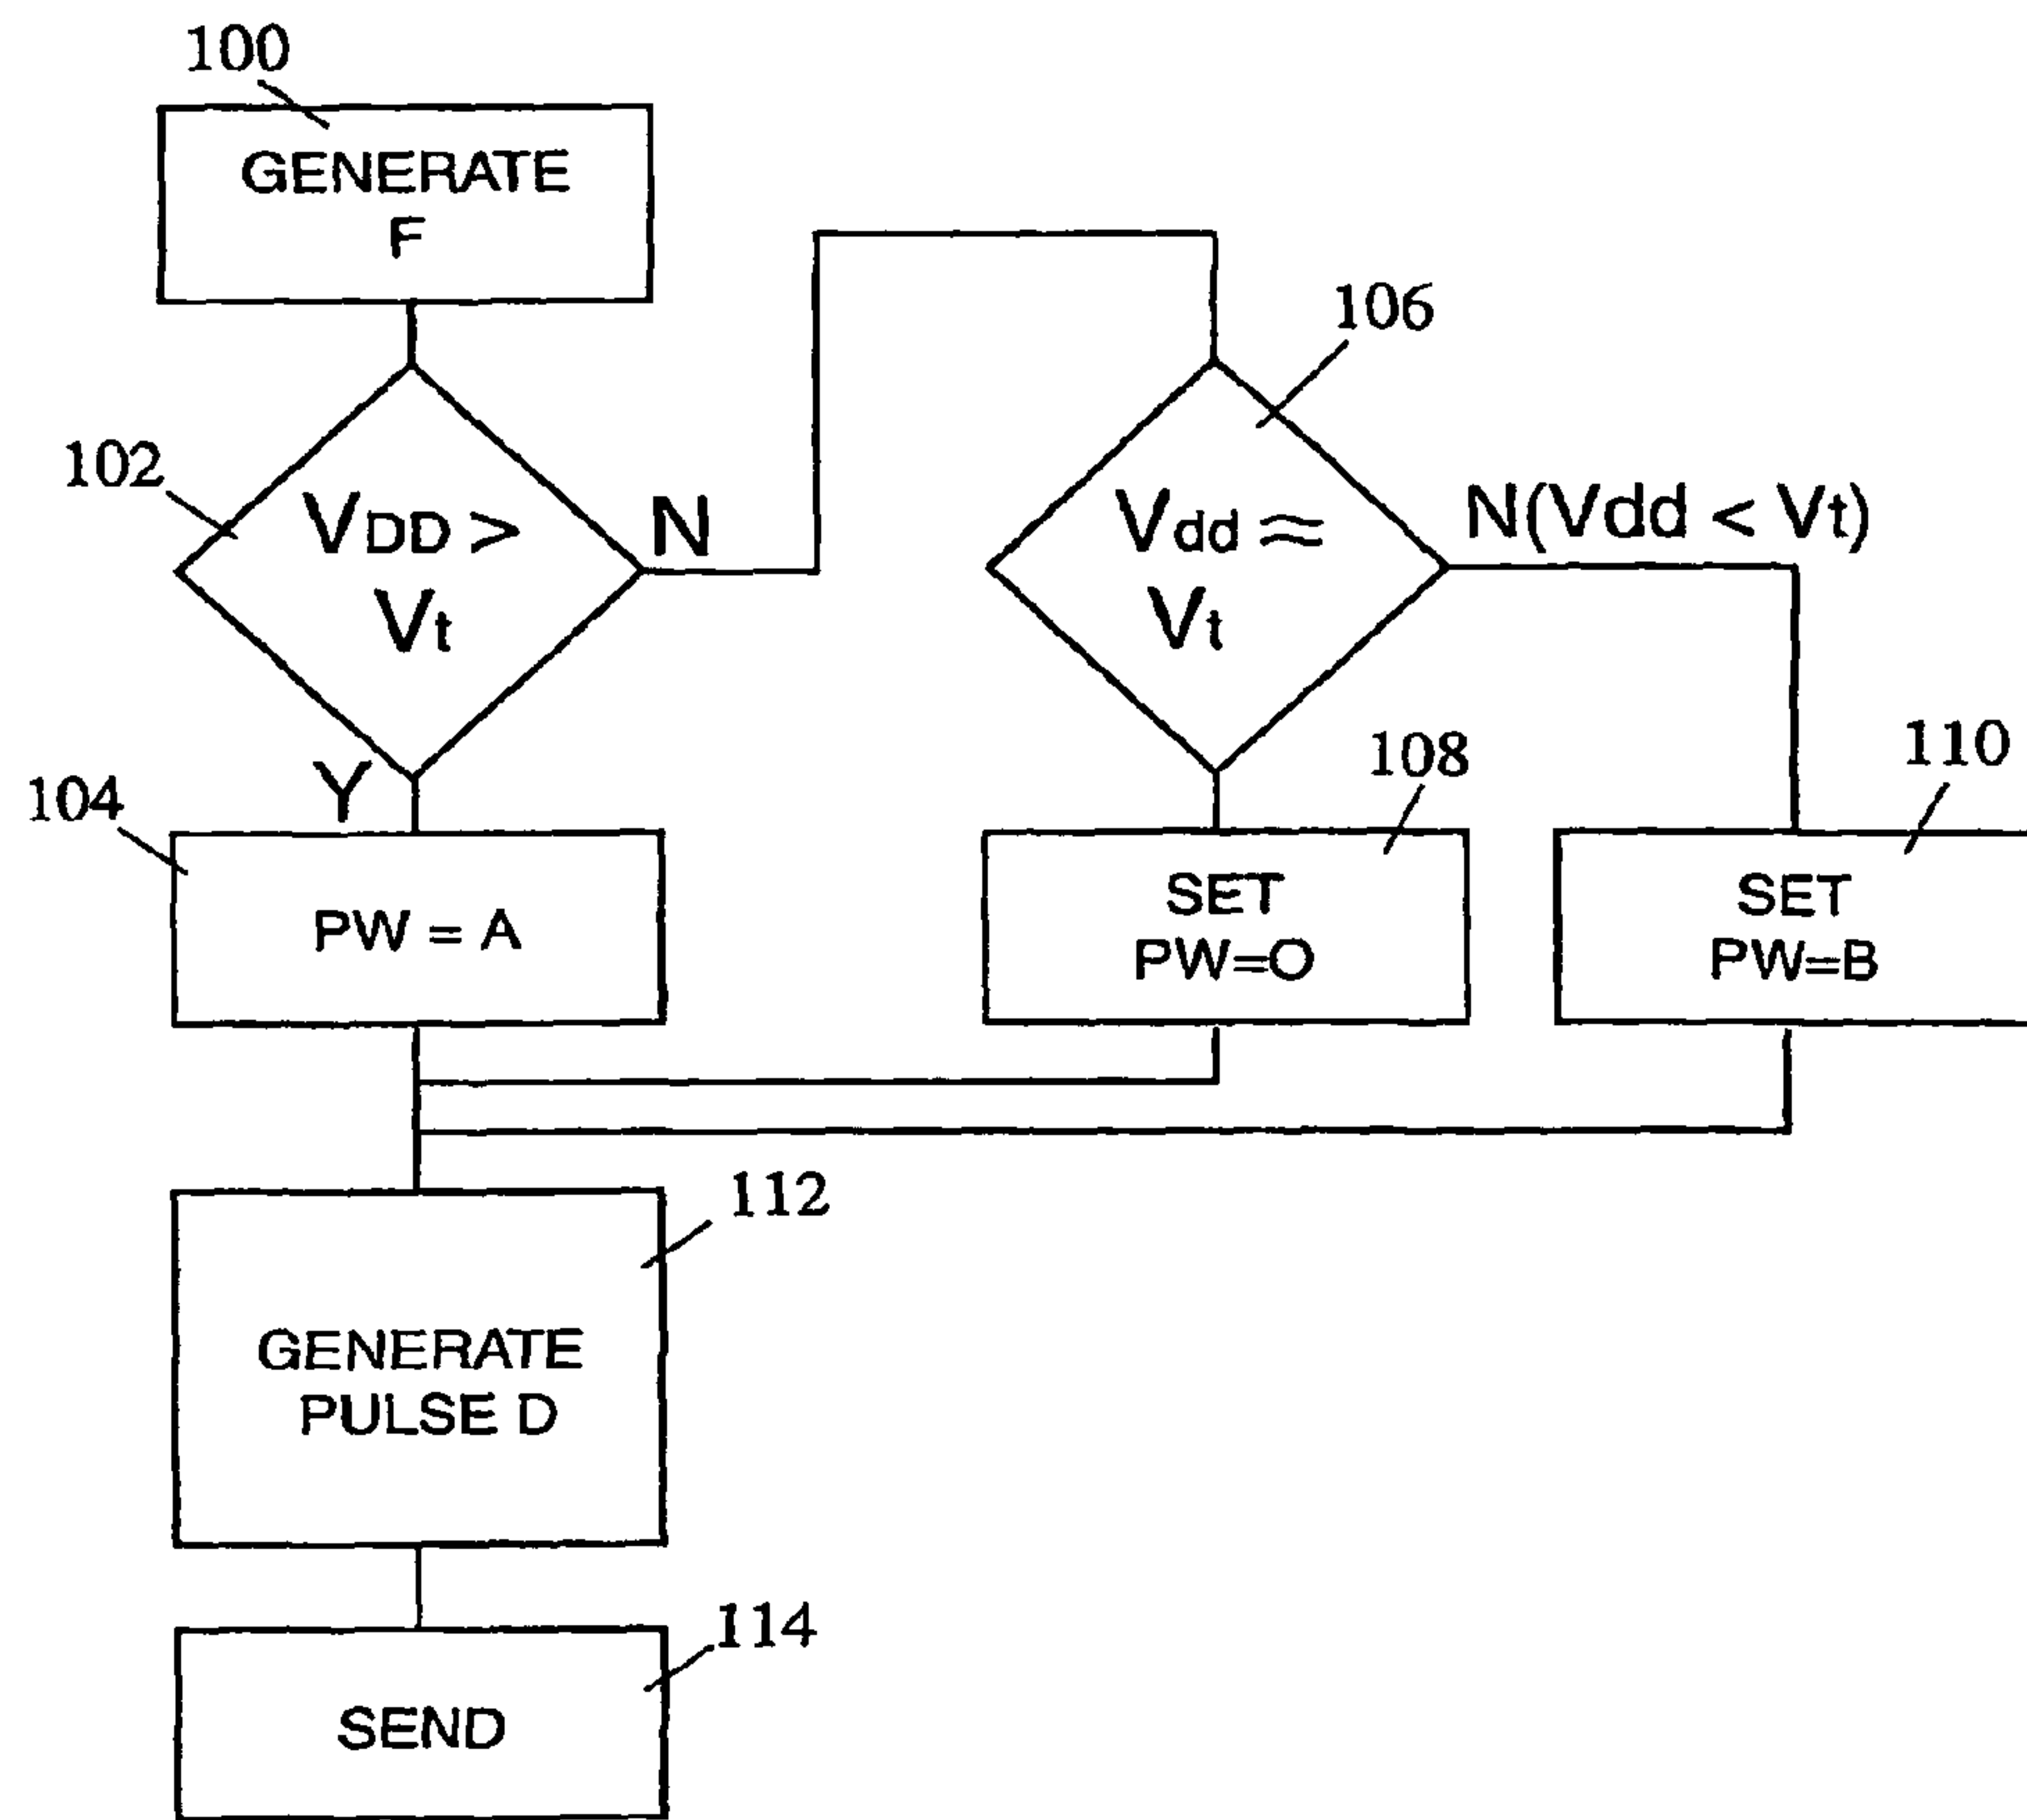 100
GENERATE
F
102
VDD >
Vt
N
Y
106
Vdd ≈
Vt
N(Vdd < Vt)
104
PW = A
108
SET
PW=O
110
SET
PW=B
112
GENERATE
PULSE D
114
SEND